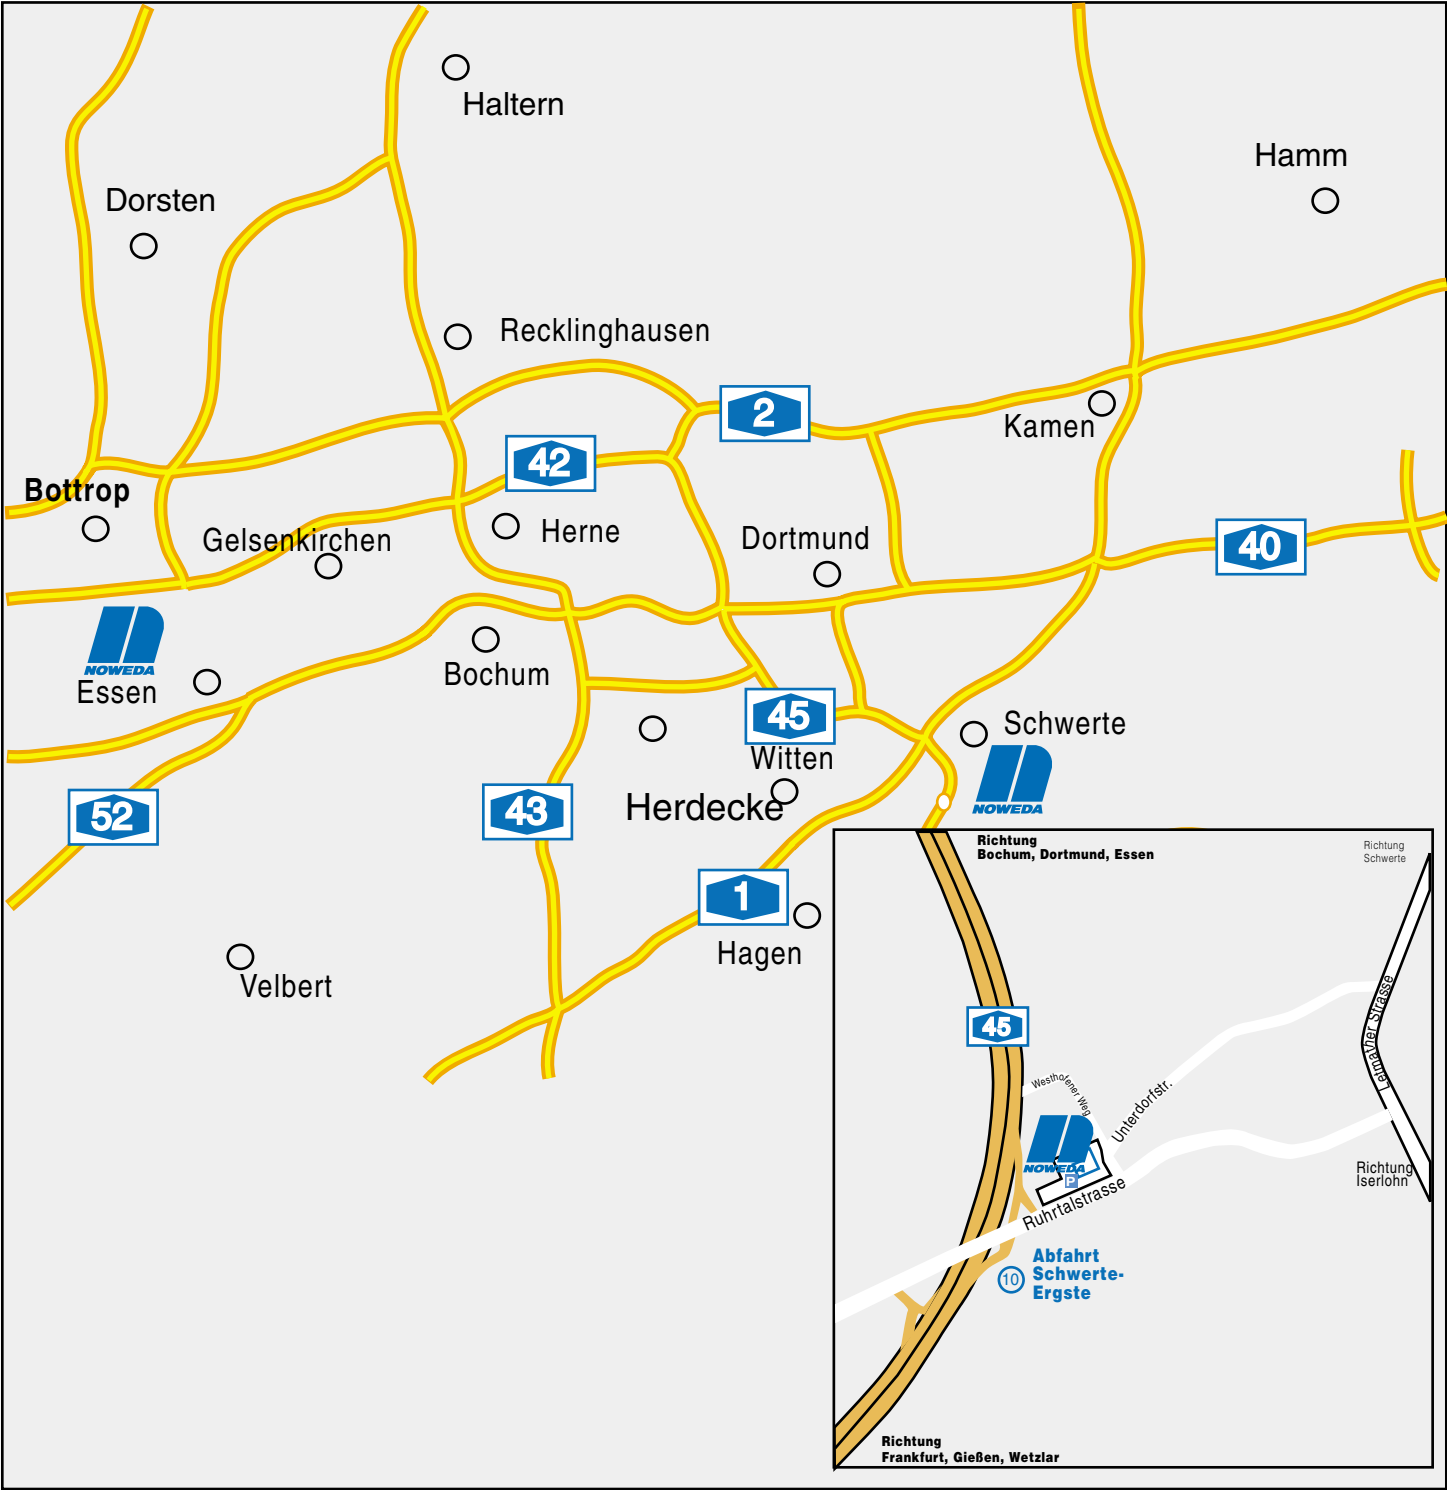 Haltern
Hamm
Dorsten
Recklinghausen
2
Kamen
42
Bottrop
Gelsenkirchen
Herne
Dortmund
40
NOWEDA
Essen
Bochum
45
Schwerte
Witten
NOWEDA
52
43
Herdecke
1
Hagen
Velbert
Richtung
Bochum, Dortmund, Essen
Richtung
Schwerte
45
Letmather Strasse
Westhofener Weg
Unterdorfstr.
NOWEDA
P
Ruhrtalstrasse
Richtung
Iserlohn
10
Abfahrt
Schwerte-
Ergste
Richtung
Frankfurt, Gießen, Wetzlar